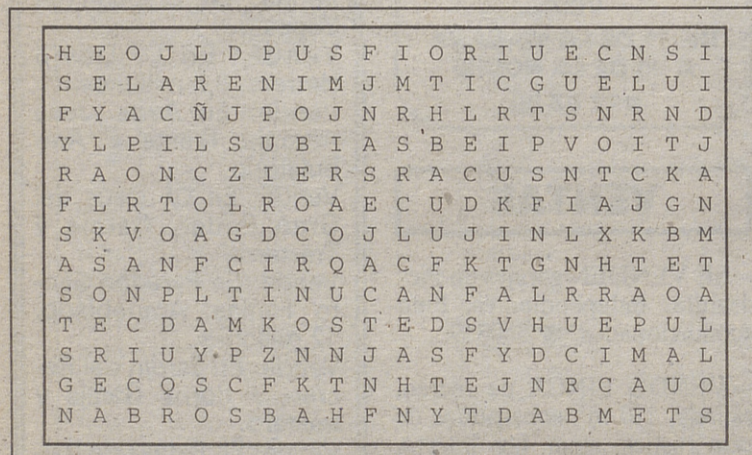 H E O J L D P U S F I O R I U E C N S I
S E L A R E N I M J M T I C G U E L U I
F Y A C Ñ J P O J N R H L R T S N R N D
Y L P I L S U B I A S B E I P V O I T J
R A O N C Z I E R S R A C U S N T C K A
F L R T O L R O A E C U D K F I A J G N
S K V O A G D C O J L U J I N L X K B M
A S A N F C I R Q A C F K T G N H T E T
S O N P L T I N U C A N F A L R R A O A
T E C D A M K O S T E D S V H U E P U L
S R I U Y P Z N N J A S F Y D C I M A L
G E C Q S C F K T N H T E J N R C A U O
N A B R O S B A H F N Y T D A B M E T S